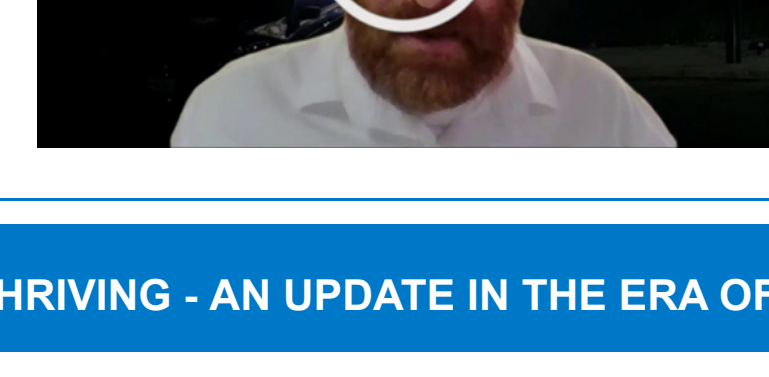 HRIVING - AN UPDATE IN THE ERA OF